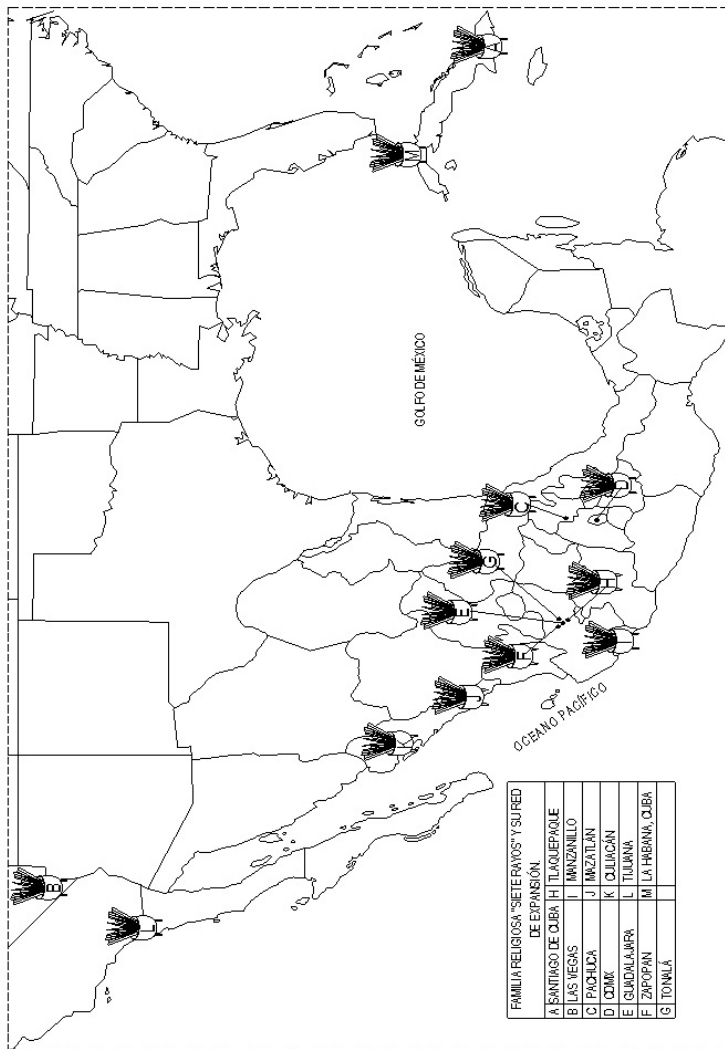 GOLFO DE MÉXICO
OCEANO PACÍFICO
B
L
K
J
F
E
G
C
H
I
D
M
A
FAMILIA RELIGIOSA "SIETE RAYOS" Y SU RED
DE EXPANSIÓN.
A SANTIAGO DE CUBA H TLAQUEPAQUE
B LAS VEGAS I MANZANILLO
C PACHUCA J MAZATLÁN
D CDMX K CULIACÁN
E GUADALAJARA L TIJUANA
F ZAPOPAN M LA HABANA, CUBA
G TONALÁ